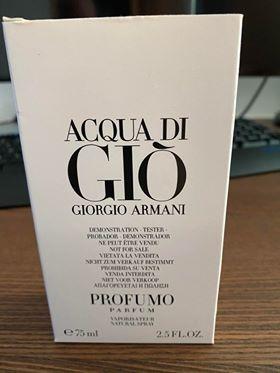 ACQUA DI
GIÒ
GIORGIO ARMANI
DEMONSTRATION - TESTER -
PROBADOR - DEMONSTRADOR
NE PEUT ÊTRE VENDU
NOT FOR SALE
VIETATA LA VENDITA
NICHT ZUM VERKAUF BESTIMMT
PROHIBIDA SU VENTA
VENDA INTERDITA
NIET VOOR VERKOOP
ΑΠΑΓΟΡΕΥΕΤΑΙ Η ΠΩΛΗΣΗ
PROFUMO
PARFUM
VAPORISATEUR
NATURAL SPRAY
℮ 75 ml 2.5 FL.OZ.